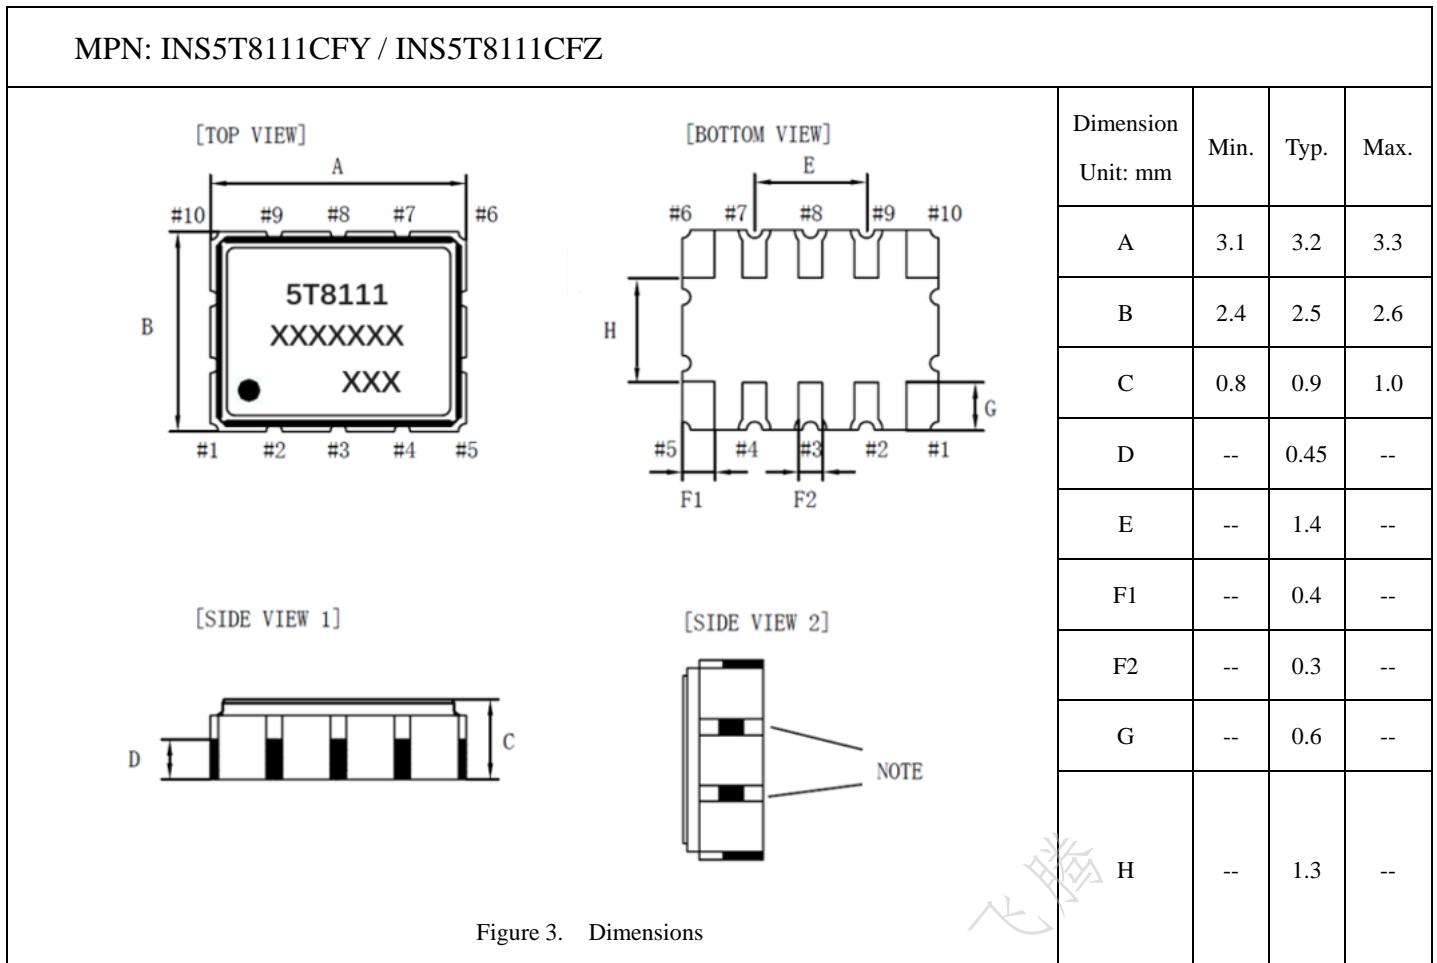 MPN: INS5T8111CFY / INS5T8111CFZ
[TOP VIEW]
A
#10 #9 #8 #7 #6
B
5T8111
XXXXXXX
XXX
#1 #2 #3 #4 #5
[BOTTOM VIEW]
E
#6 #7 #8 #9 #10
H
G
#5 #4 #3 #2 #1
F1 F2
[SIDE VIEW 1]
D
C
[SIDE VIEW 2]
NOTE
Figure 3. Dimensions
Dimension
Unit: mm Min. Typ. Max.
A 3.1 3.2 3.3
B 2.4 2.5 2.6
C 0.8 0.9 1.0
D -- 0.45 --
E -- 1.4 --
F1 -- 0.4 --
F2 -- 0.3 --
G -- 0.6 --
H -- 1.3 --
飞腾